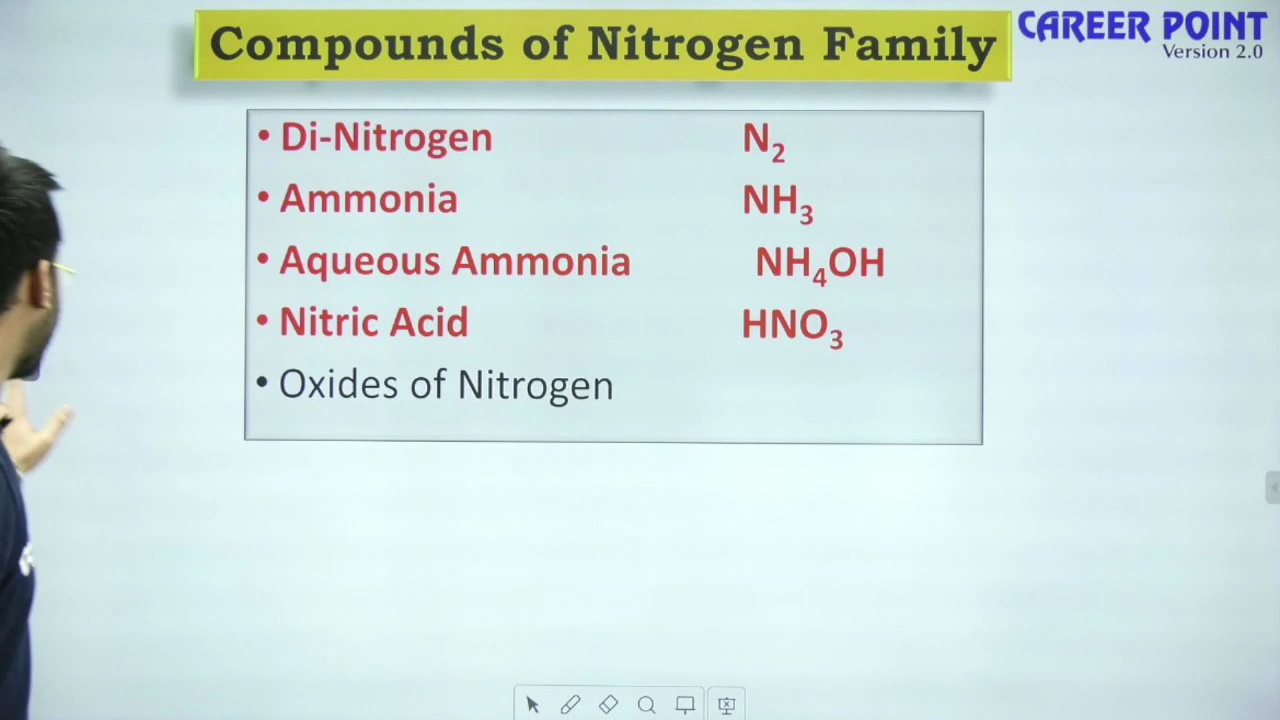 Compounds of Nitrogen Family
CAREER POINT
Version 2.0
• Di-Nitrogen N₂
• Ammonia NH₃
• Aqueous Ammonia NH₄OH
• Nitric Acid HNO₃
• Oxides of Nitrogen